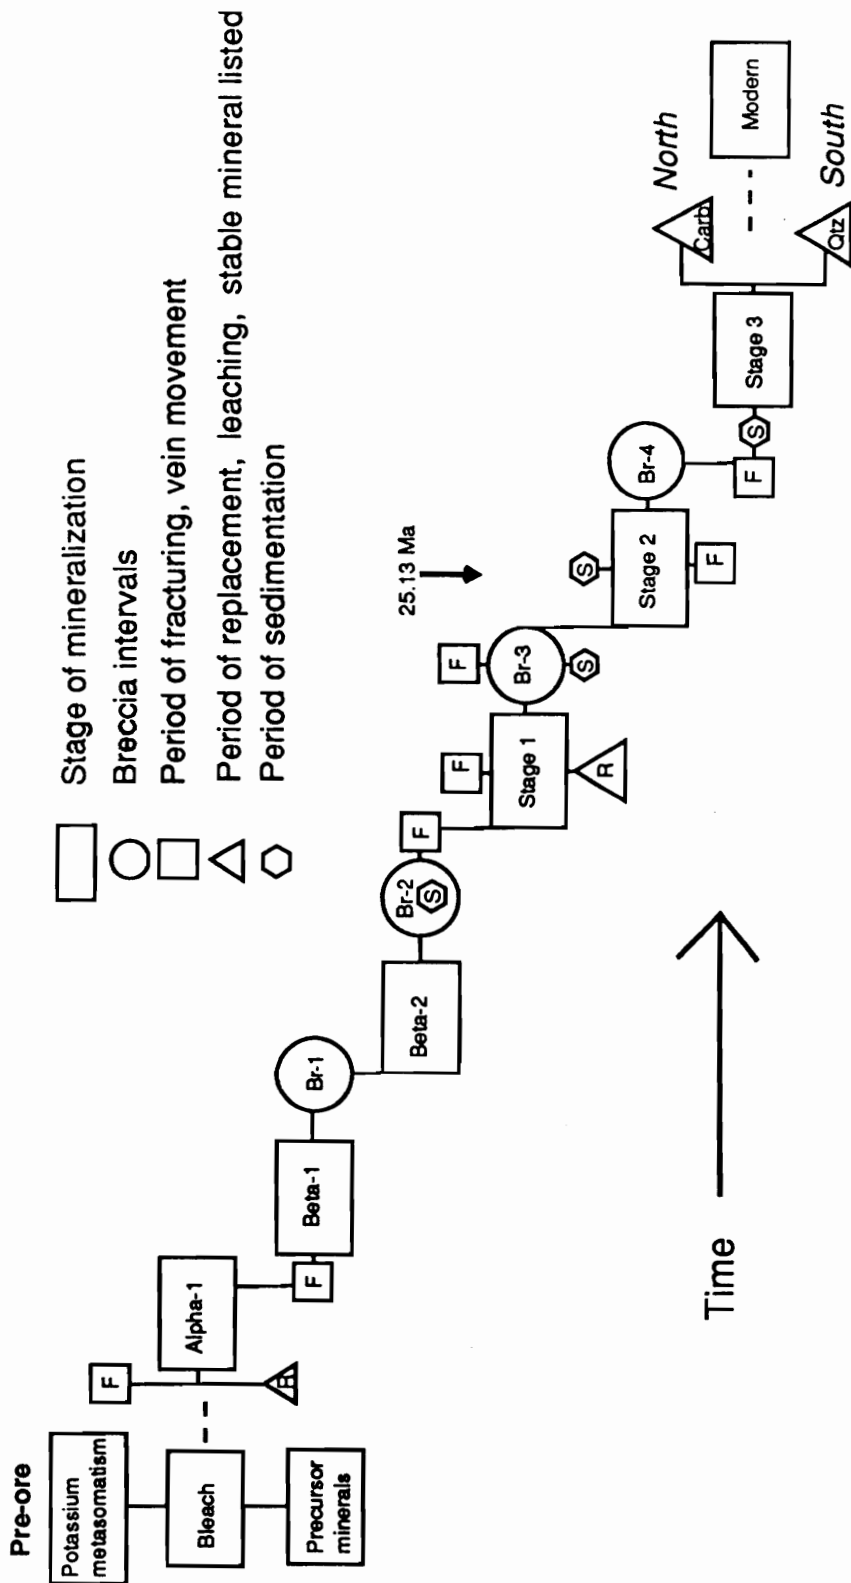 Stage of mineralization
Breccia intervals
Period of fracturing, vein movement
Period of replacement, leaching, stable mineral listed
Period of sedimentation
Pre-ore
Potassium
metasomatism
Bleach
Precursor
minerals
F
R
Alpha-1
F
Beta-1
Br-1
Beta-2
Br-2
S
F
F
Stage 1
R
F
Br-3
S
25.13 Ma
S
Stage 2
F
Br-4
F
S
Stage 3
North
Carb
Modern
Qtz
South
Time